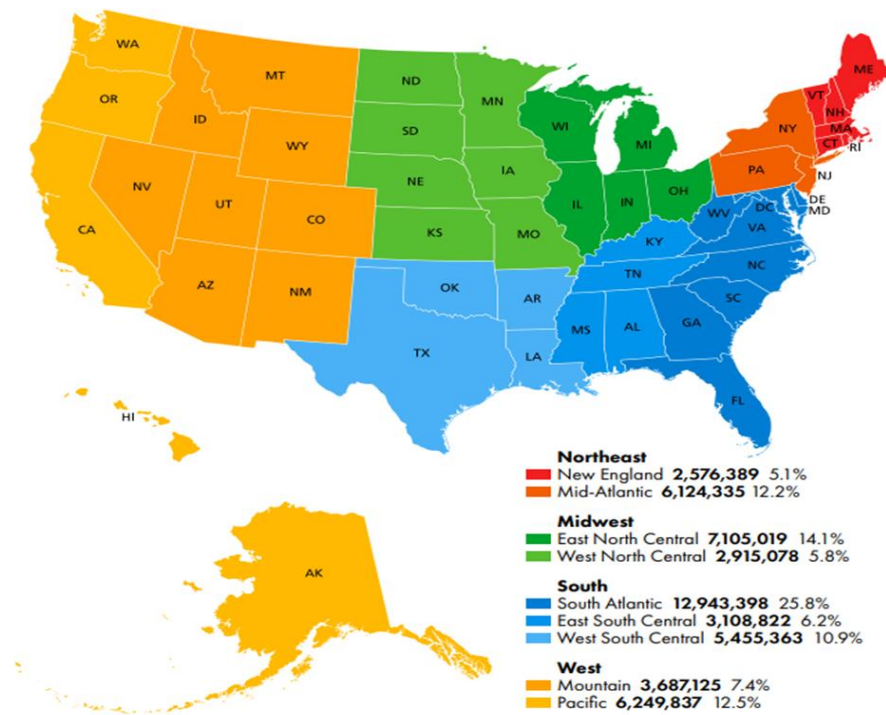 WA
OR
CA
NV
ID
MT
WY
UT
CO
AZ
NM
ND
SD
NE
KS
MN
IA
MO
WI
IL
IN
MI
OH
OK
TX
AR
LA
KY
TN
MS
AL
WV
DC
VA
NC
SC
GA
FL
DE
MD
PA
NY
NJ
VT
NH
ME
MA
CT
RI
HI
AK
Northeast
New England 2,576,389 5.1%
Mid-Atlantic 6,124,335 12.2%
Midwest
East North Central 7,105,019 14.1%
West North Central 2,915,078 5.8%
South
South Atlantic 12,943,398 25.8%
East South Central 3,108,822 6.2%
West South Central 5,455,363 10.9%
West
Mountain 3,687,125 7.4%
Pacific 6,249,837 12.5%